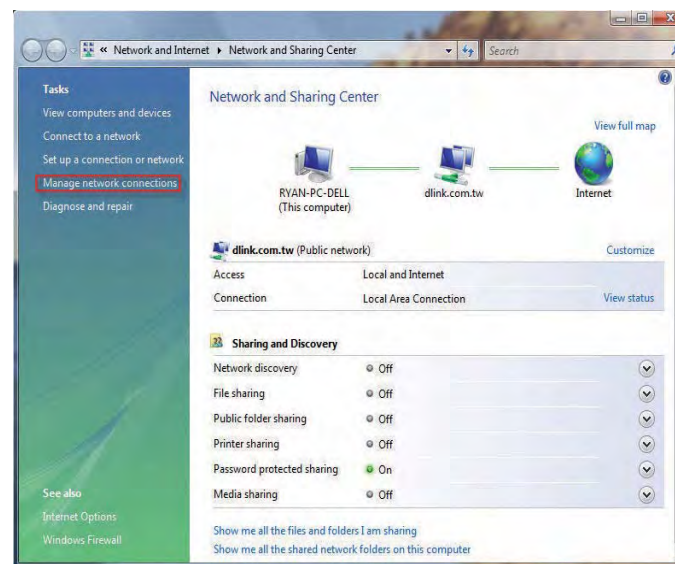 « Network and Internet ▸ Network and Sharing Center
Search
Tasks
View computers and devices
Connect to a network
Set up a connection or network
Manage network connections
Diagnose and repair
See also
Internet Options
Windows Firewall
Network and Sharing Center
View full map
RYAN-PC-DELL
(This computer)
dlink.com.tw
Internet
dlink.com.tw (Public network)
Customize
Access Local and Internet
Connection Local Area Connection View status
Sharing and Discovery
Network discovery Off
File sharing Off
Public folder sharing Off
Printer sharing Off
Password protected sharing On
Media sharing Off
Show me all the files and folders I am sharing
Show me all the shared network folders on this computer